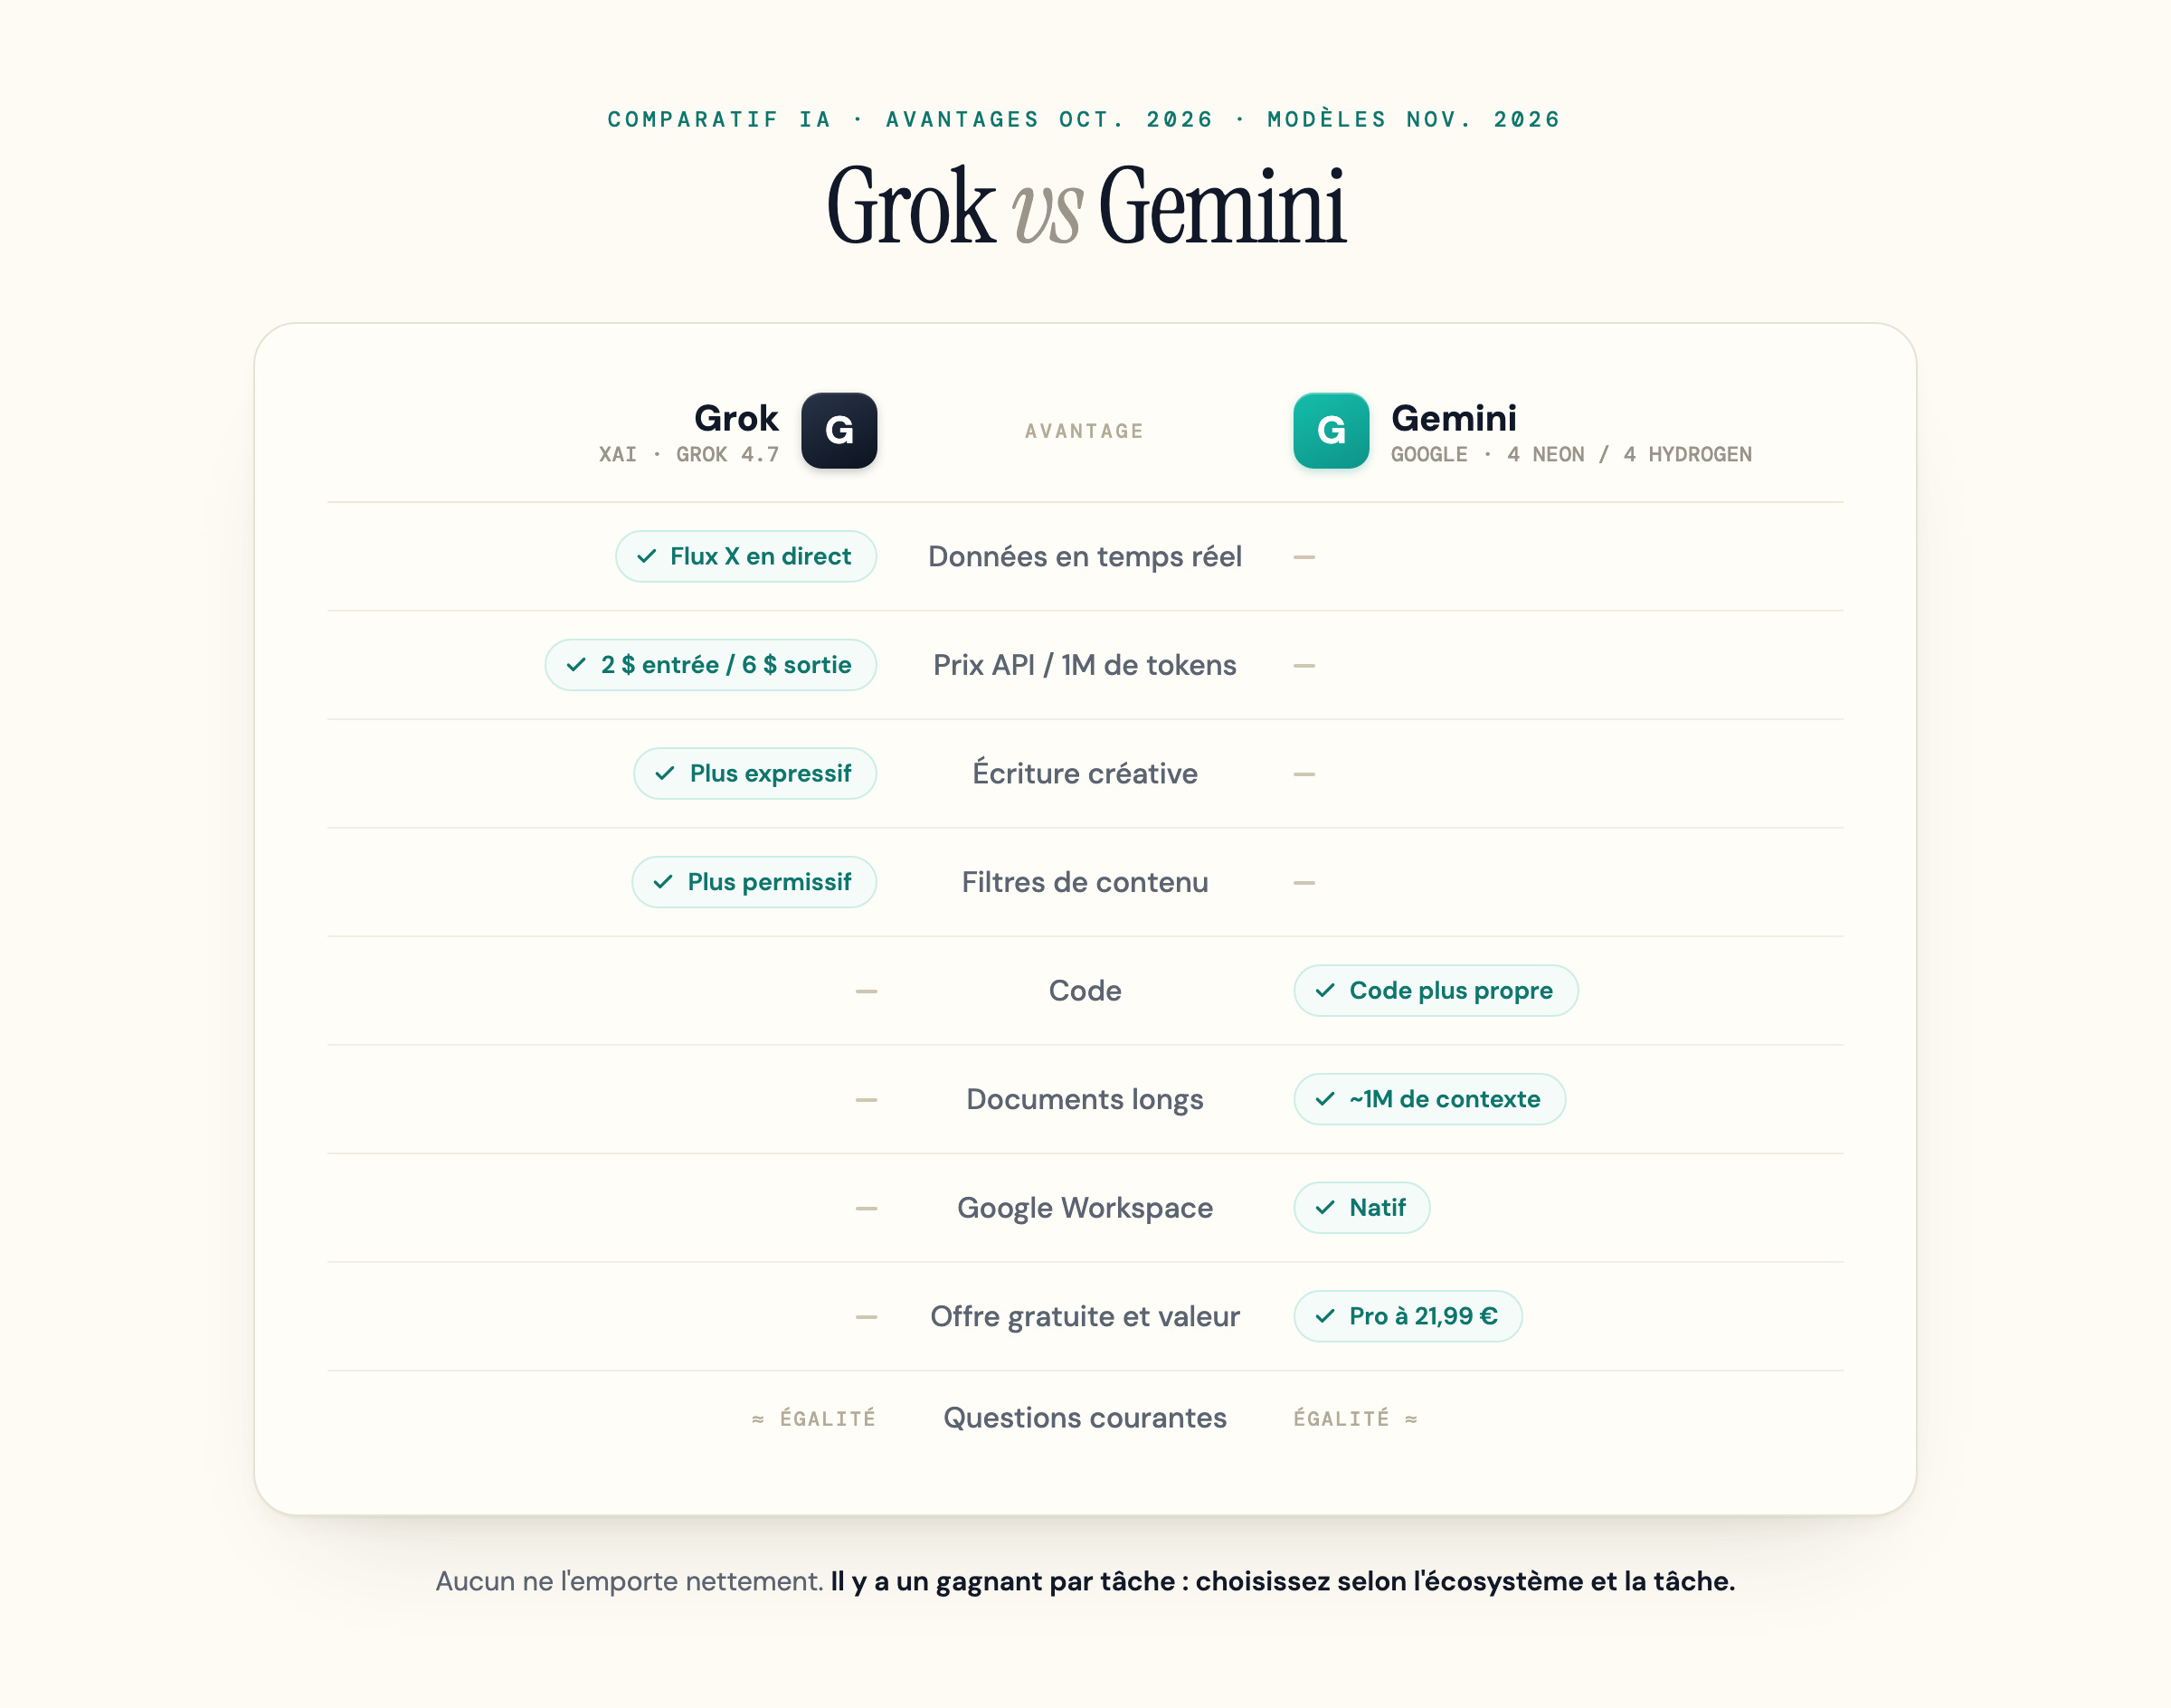 COMPARATIF IA · AVANTAGES OCT. 2026 · MODÈLES NOV. 2026
Grok vs Gemini
Grok
XAI · GROK 4.7
G
AVANTAGE
G
Gemini
GOOGLE · 4 NEON / 4 HYDROGEN
✓ Flux X en direct
Données en temps réel
—
✓ 2 $ entrée / 6 $ sortie
Prix API / 1M de tokens
—
✓ Plus expressif
Écriture créative
—
✓ Plus permissif
Filtres de contenu
—
—
Code
✓ Code plus propre
—
Documents longs
✓ ~1M de contexte
—
Google Workspace
✓ Natif
—
Offre gratuite et valeur
✓ Pro à 21,99 €
≈ ÉGALITÉ
Questions courantes
ÉGALITÉ ≈
Aucun ne l'emporte nettement. Il y a un gagnant par tâche : choisissez selon l'écosystème et la tâche.